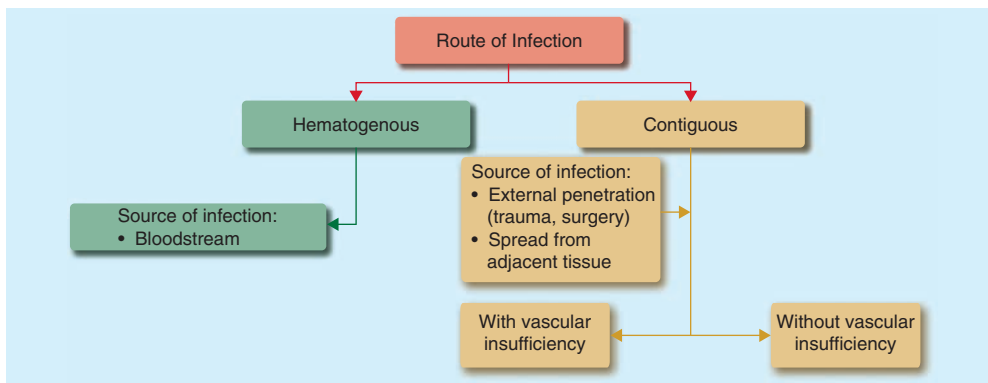 Route of Infection
Hematogenous
Contiguous
Source of infection:
• Bloodstream
Source of infection:
• External penetration
(trauma, surgery)
• Spread from
adjacent tissue
With vascular
insufficiency
Without vascular
insufficiency